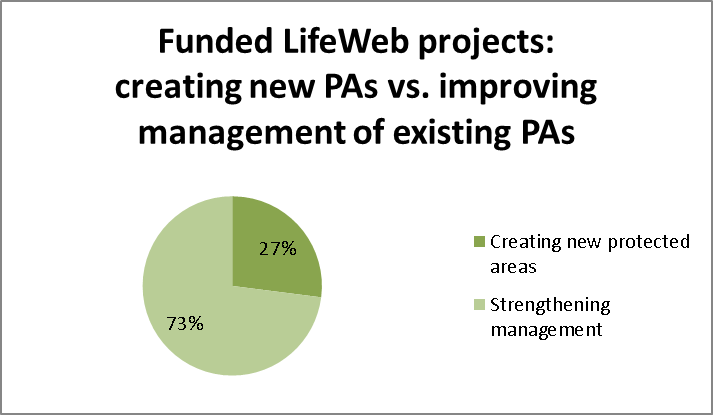 Funded LifeWeb projects:
creating new PAs vs. improving
management of existing PAs
27%
73%
Creating new protected
areas
Strengthening
management